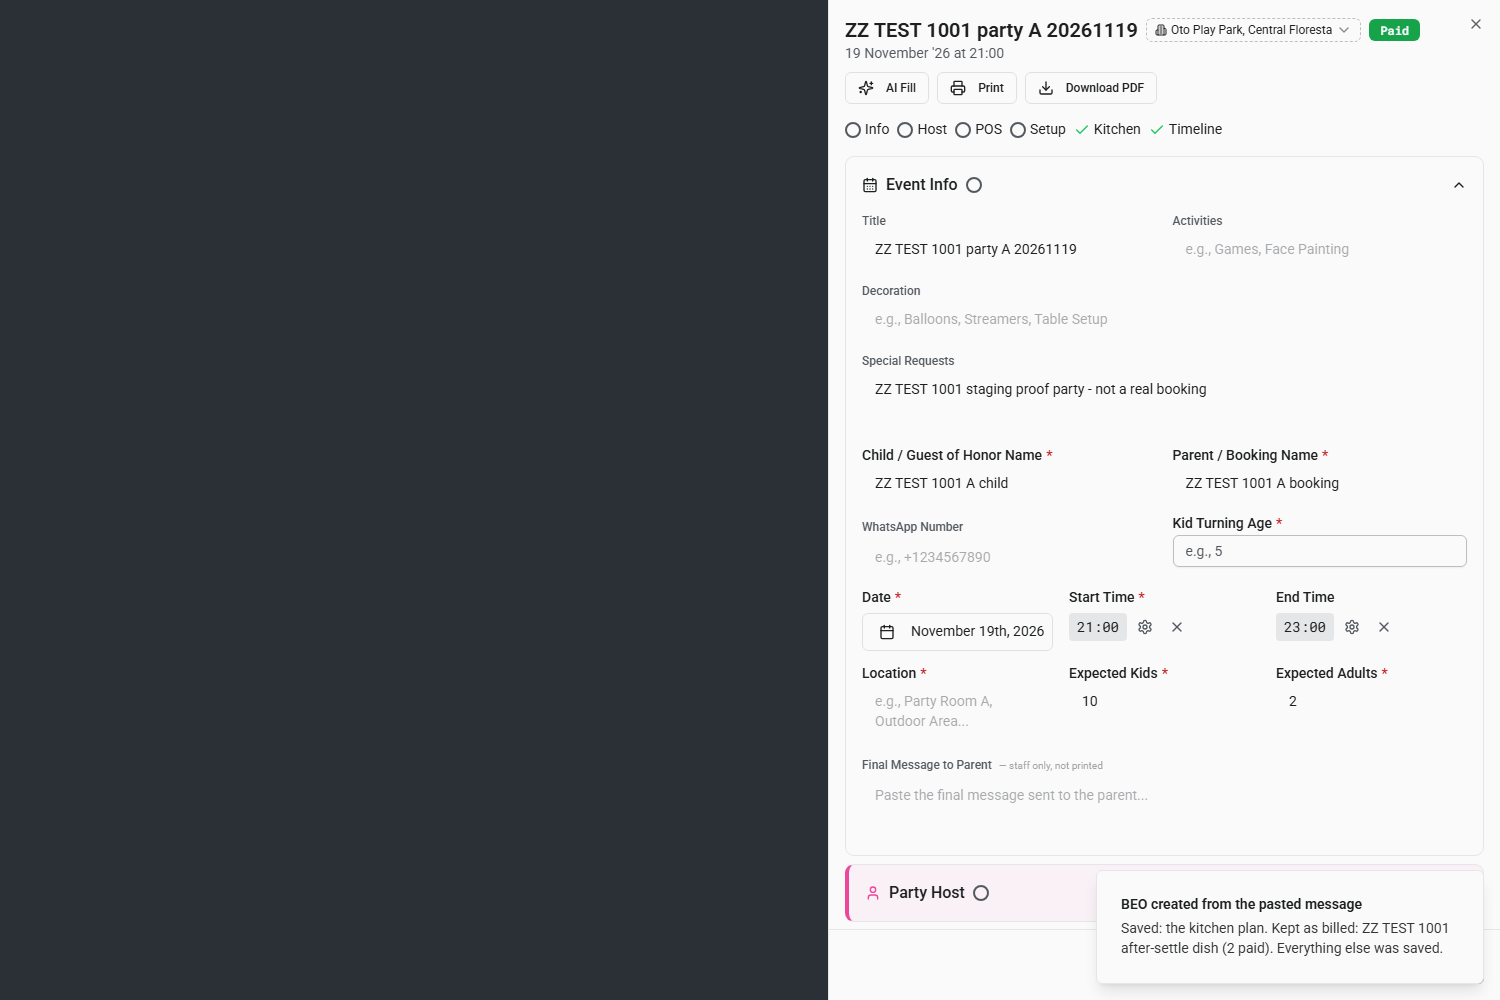 ZZ TEST 1001 party A 20261119
Oto Play Park, Central Floresta
Paid
19 November '26 at 21:00
AI Fill
Print
Download PDF
Info
Host
POS
Setup
Kitchen
Timeline
Event Info
Title
Activities
ZZ TEST 1001 party A 20261119
e.g., Games, Face Painting
Decoration
e.g., Balloons, Streamers, Table Setup
Special Requests
ZZ TEST 1001 staging proof party - not a real booking
Child / Guest of Honor Name *
Parent / Booking Name *
ZZ TEST 1001 A child
ZZ TEST 1001 A booking
WhatsApp Number
Kid Turning Age *
e.g., +1234567890
e.g., 5
Date *
Start Time *
End Time
November 19th, 2026
21:00
23:00
Location *
Expected Kids *
Expected Adults *
e.g., Party Room A,
Outdoor Area...
10
2
Final Message to Parent — staff only, not printed
Paste the final message sent to the parent...
Party Host
BEO created from the pasted message
Saved: the kitchen plan. Kept as billed: ZZ TEST 1001
after-settle dish (2 paid). Everything else was saved.